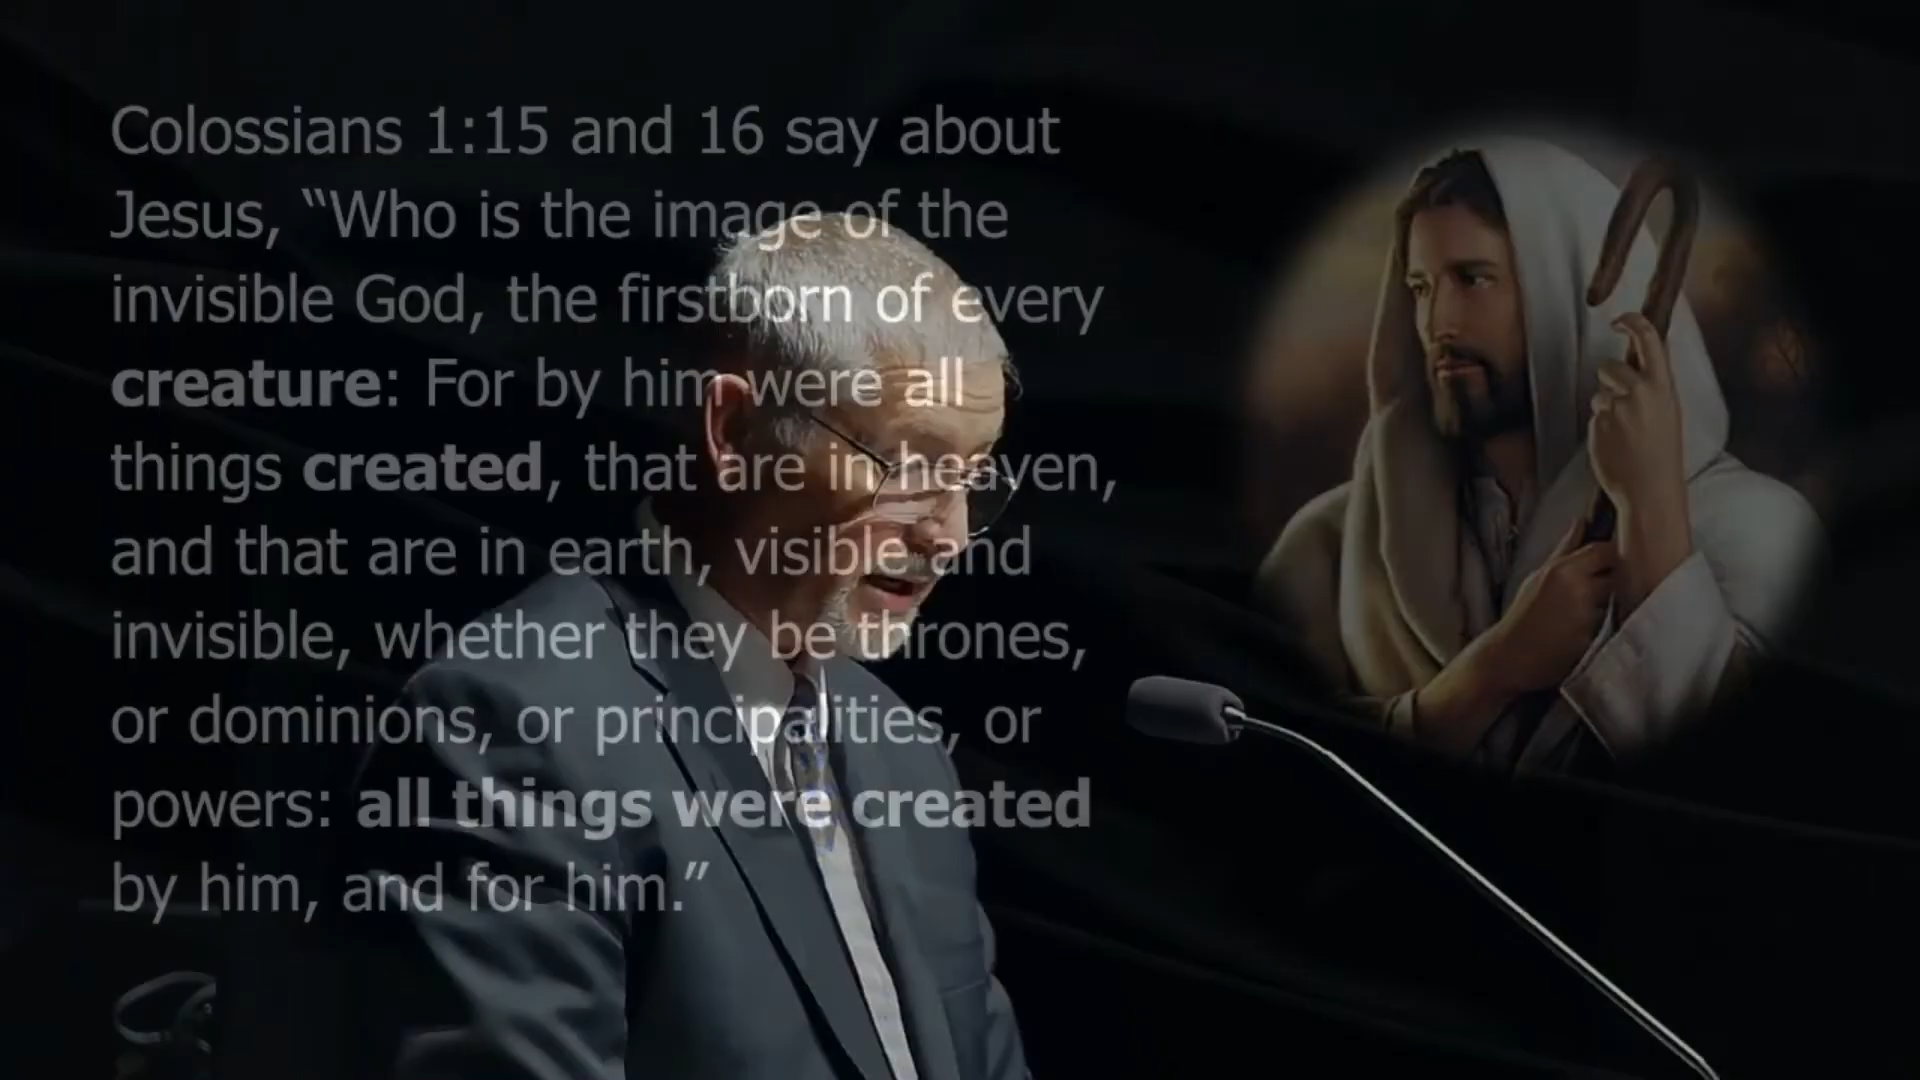 Colossians 1:15 and 16 say about
Jesus, “Who is the image of the
invisible God, the firstborn of every
creature: For by him were all
things created, that are in heaven,
and that are in earth, visible and
invisible, whether they be thrones,
or dominions, or principalities, or
powers: all things were created
by him, and for him.”